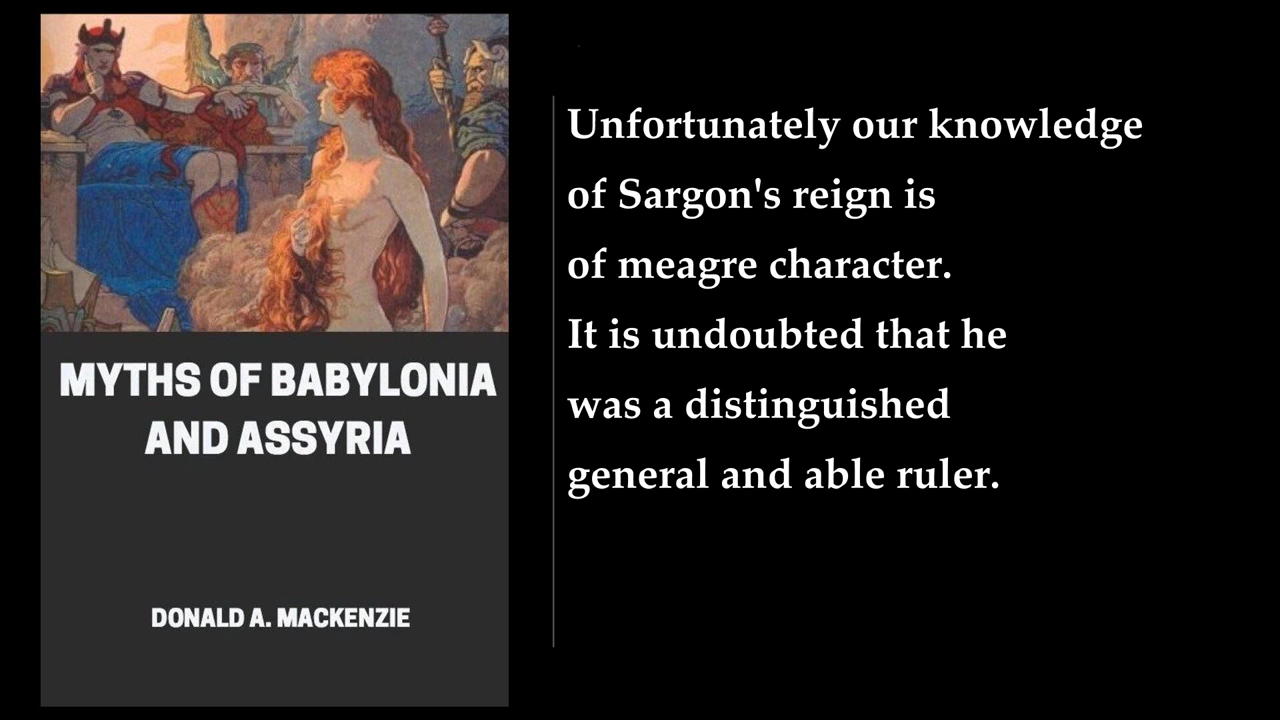 MYTHS OF BABYLONIA
AND ASSYRIA
DONALD A. MACKENZIE
Unfortunately our knowledge
of Sargon's reign is
of meagre character.
It is undoubted that he
was a distinguished
general and able ruler.